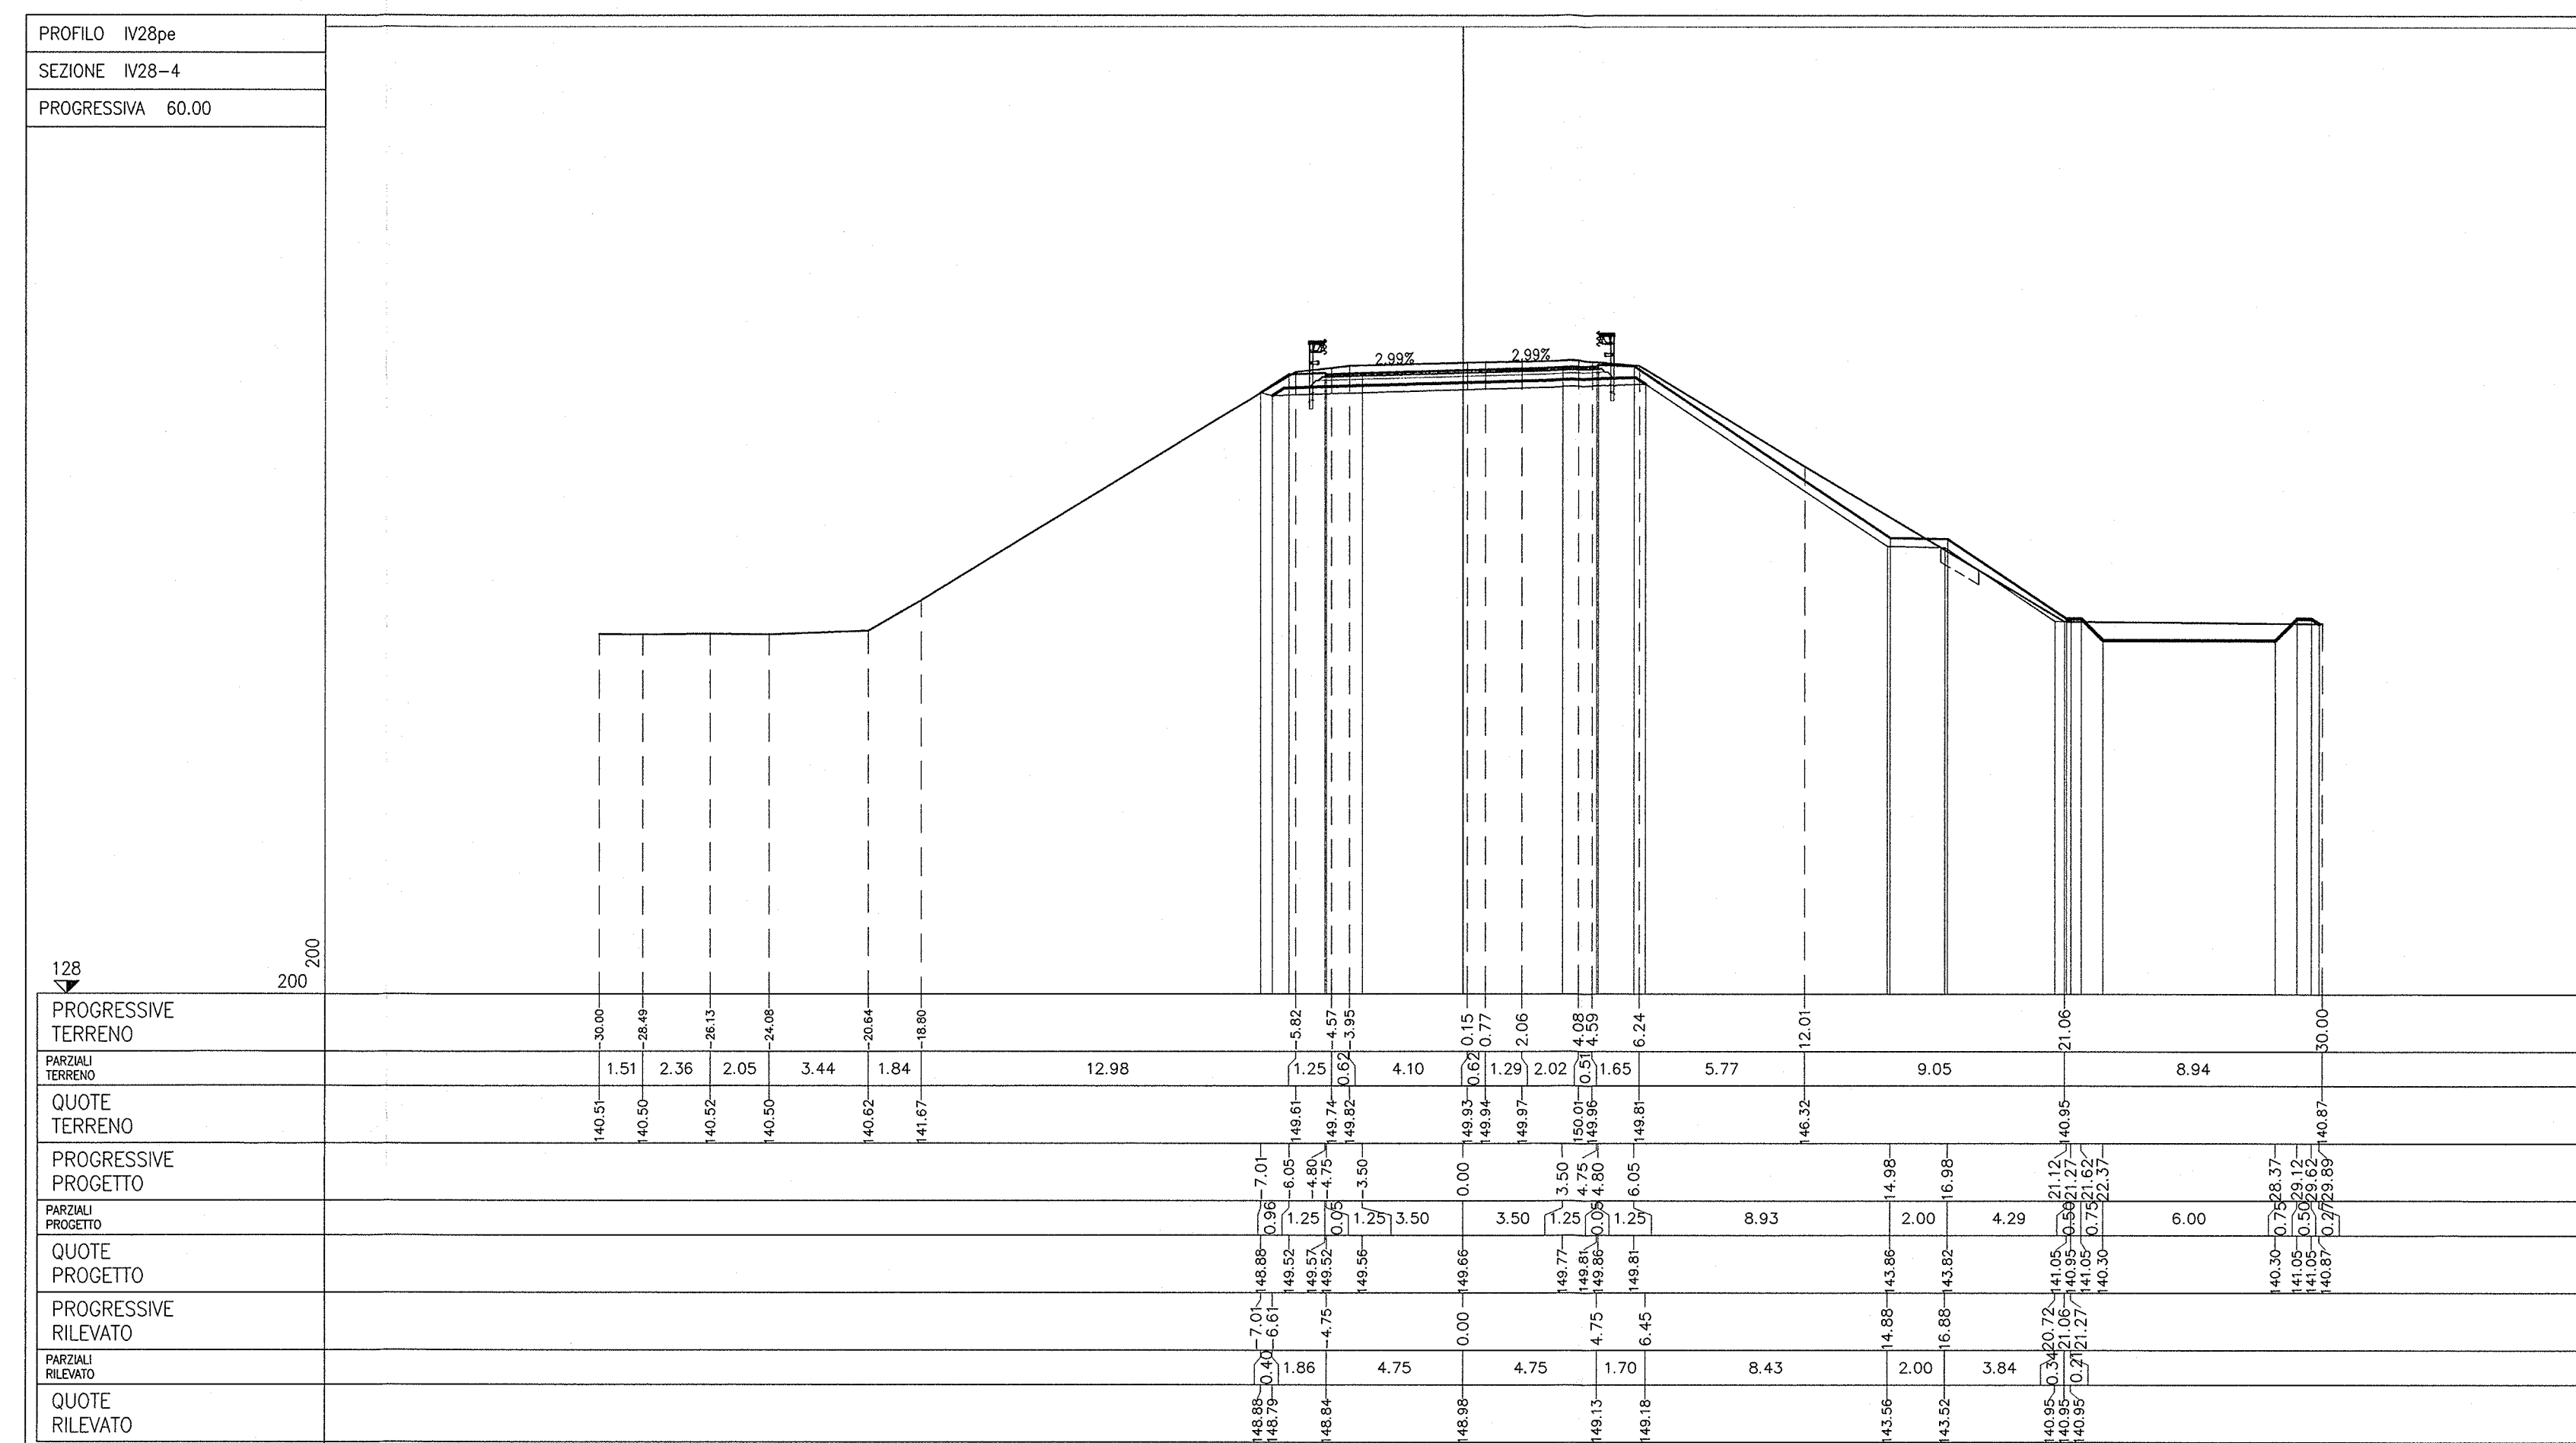 PROFILO IV28pe
SEZIONE IV28-4
PROGRESSIVA 60.00
2.99% 2.99%
200
128 200
PROGRESSIVE
TERRENO
-30.00 -28.49 -26.13 -24.08 -20.64 -18.80 -5.82 -4.57 -3.95 0.15 0.77 2.06 4.08 4.59 6.24 12.01 21.06 30.00
PARZIALI
TERRENO
1.51 2.36 2.05 3.44 1.84 12.98 1.25 0.62 4.10 0.62 1.29 2.02 0.51 1.65 5.77 9.05 8.94
QUOTE
TERRENO
140.51 140.50 140.52 140.50 140.62 141.67 149.61 149.74 149.82 149.93 149.94 149.97 150.01 149.96 149.81 146.32 140.95 140.87
PROGRESSIVE
PROGETTO
-7.01 -6.05 -4.80 -4.75 -3.50 0.00 3.50 4.75 4.80 6.05 14.98 16.98 21.12 21.27 21.62 22.37 28.37 29.12 29.62 29.89
PARZIALI
PROGETTO
0.96 1.25 0.05 1.25 3.50 3.50 1.25 0.05 1.25 8.93 2.00 4.29 0.50 0.75 6.00 0.75 0.50 0.27
QUOTE
PROGETTO
148.88 149.52 149.57 149.52 149.56 149.66 149.77 149.81 149.86 149.81 143.86 143.82 141.05 140.95 141.05 140.30 140.30 141.05 141.05 140.87
PROGRESSIVE
RILEVATO
-7.01 -6.61 -4.75 0.00 4.75 6.45 14.88 16.88 20.72 21.06 21.27
PARZIALI
RILEVATO
0.40 1.86 4.75 4.75 1.70 8.43 2.00 3.84 0.34 0.21
QUOTE
RILEVATO
148.88 148.79 148.84 148.98 149.13 149.18 143.56 143.52 140.95 140.95 140.95